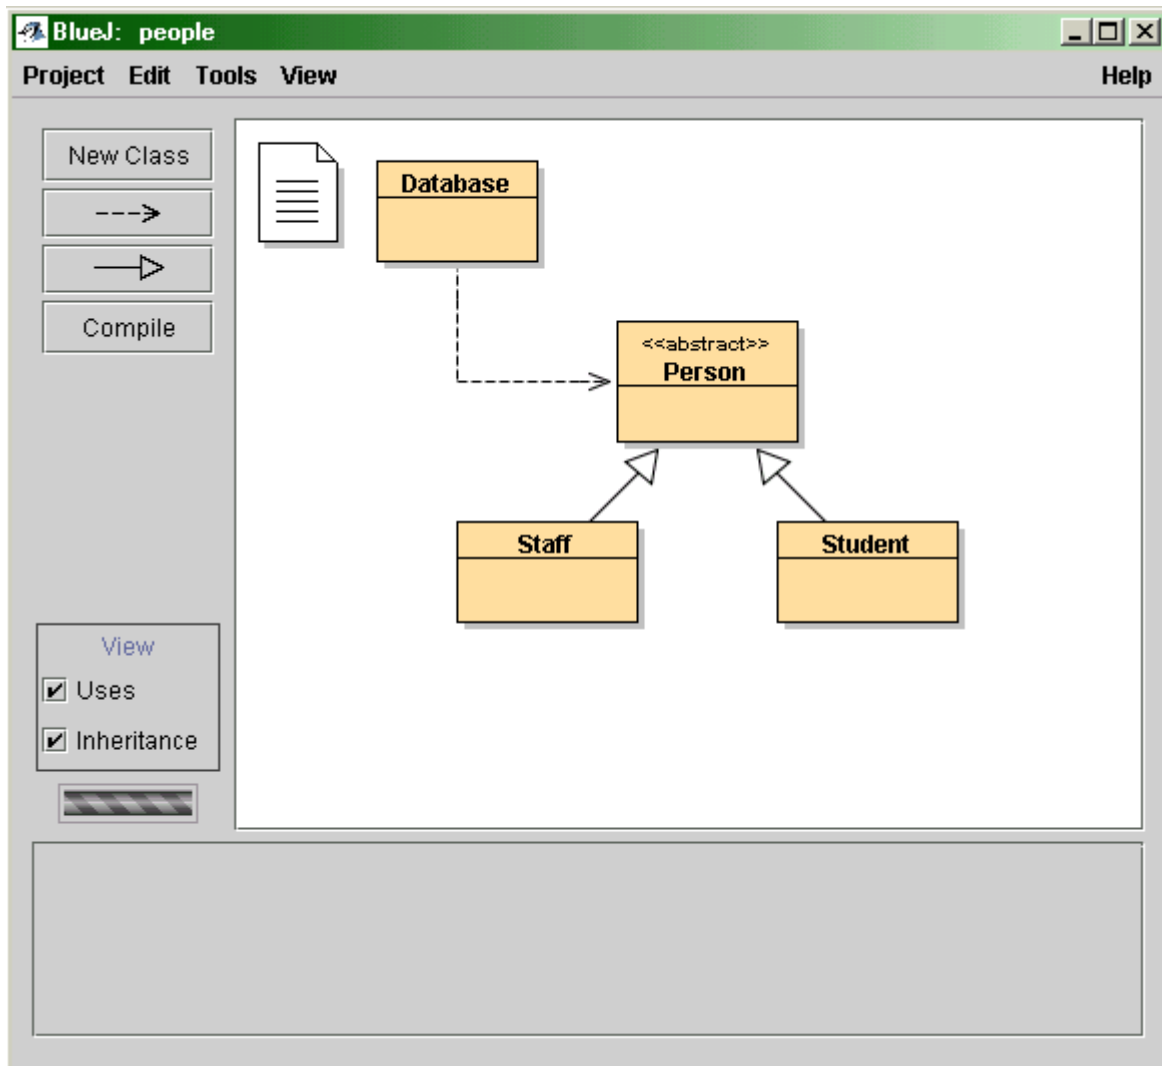 BlueJ: people
Project Edit Tools View Help
New Class
Compile
View
Uses
Inheritance
Database
<<abstract>>
Person
Staff
Student